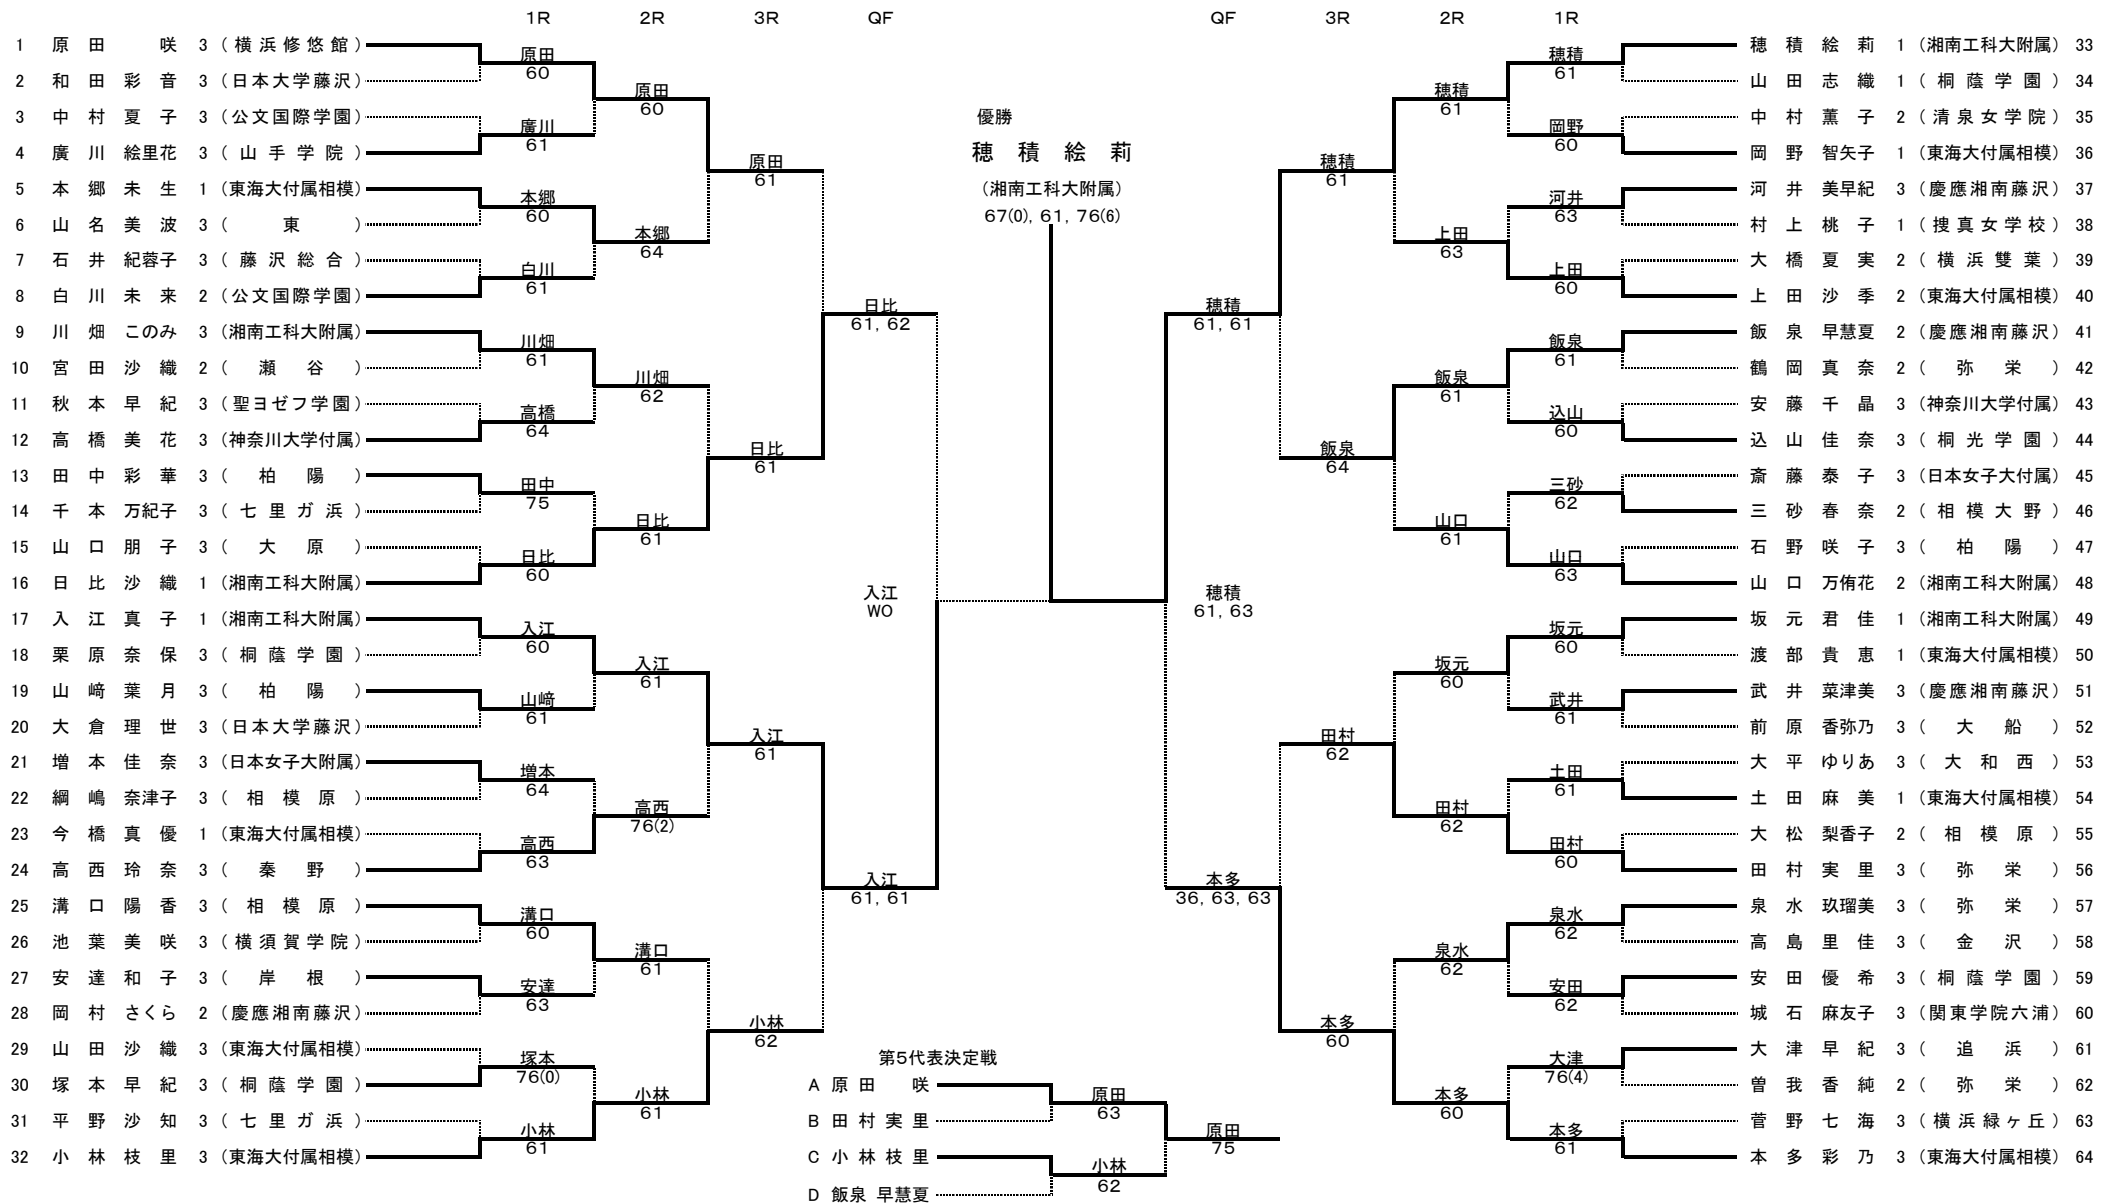 1R 2R 3R QF QF 3R 2R 1R
1 原田 咲 3 (横浜修悠館)
2 和田彩音 3 (日本大学藤沢)
3 中村夏子 3 (公文国際学園)
4 廣川 絵里花 3 (山手学院)
5 本郷未生 1 (東海大付属相模)
6 山名美波 3 (東)
7 石井 紀蓉子 3 (藤沢総合)
8 白川未来 2 (公文国際学園)
9 川畑 このみ 3 (湘南工科大附属)
10 宮田沙織 2 (瀬谷)
11 秋本早紀 3 (聖ヨゼフ学園)
12 高橋美花 3 (神奈川大学付属)
13 田中彩華 3 (柏陽)
14 千本 万紀子 3 (七里ガ浜)
15 山口朋子 3 (大原)
16 日比沙織 1 (湘南工科大附属)
17 入江真子 1 (湘南工科大附属)
18 栗原奈保 3 (桐蔭学園)
19 山﨑葉月 3 (柏陽)
20 大倉理世 3 (日本大学藤沢)
21 増本佳奈 3 (日本女子大附属)
22 綱嶋 奈津子 3 (相模原)
23 今橋真優 1 (東海大付属相模)
24 高西玲奈 3 (秦野)
25 溝口陽香 3 (相模原)
26 池葉美咲 3 (横須賀学院)
27 安達和子 3 (岸根)
28 岡村 さくら 2 (慶應湘南藤沢)
29 山田沙織 3 (東海大付属相模)
30 塚本早紀 3 (桐蔭学園)
31 平野沙知 3 (七里ガ浜)
32 小林枝里 3 (東海大付属相模)
原田
60
廣川
61
本郷
60
白川
61
川畑
61
高橋
64
田中
75
日比
60
入江
60
山﨑
61
増本
64
高西
63
溝口
60
安達
63
塚本
76(0)
小林
61
原田
60
本郷
64
川畑
62
日比
61
入江
61
高西
76(2)
溝口
61
小林
61
原田
61
日比
61
入江
61
小林
62
日比
61, 62
入江
WO
入江
61, 61
優勝
穂積絵莉
(湘南工科大附属)
67(0), 61, 76(6)
第5代表決定戦
A 原田 咲
B 田村実里
C 小林枝里
D 飯泉 早慧夏
原田
63
小林
62
原田
75
穂積
61, 61
穂積
61, 63
本多
36, 63, 63
穂積
61
飯泉
64
田村
62
本多
60
穂積
61
上田
63
飯泉
61
山口
61
坂元
60
田村
62
泉水
62
本多
60
穂積
61
岡野
60
河井
63
上田
60
飯泉
61
込山
60
三砂
62
山口
63
坂元
60
武井
61
土田
61
田村
60
泉水
62
安田
62
大津
76(4)
本多
61
穂積絵莉 1 (湘南工科大附属) 33
山田志織 1 (桐蔭学園) 34
中村薫子 2 (清泉女学院) 35
岡野 智矢子 1 (東海大付属相模) 36
河井 美早紀 3 (慶應湘南藤沢) 37
村上桃子 1 (捜真女学校) 38
大橋夏実 2 (横浜雙葉) 39
上田沙季 2 (東海大付属相模) 40
飯泉 早慧夏 2 (慶應湘南藤沢) 41
鶴岡真奈 2 (弥栄) 42
安藤千晶 3 (神奈川大学付属) 43
込山佳奈 3 (桐光学園) 44
斎藤泰子 3 (日本女子大付属) 45
三砂春奈 2 (相模大野) 46
石野咲子 3 (柏陽) 47
山口 万侑花 2 (湘南工科大附属) 48
坂元君佳 1 (湘南工科大附属) 49
渡部貴恵 1 (東海大付属相模) 50
武井 菜津美 3 (慶應湘南藤沢) 51
前原 香弥乃 3 (大船) 52
大平 ゆりあ 3 (大和西) 53
土田麻美 1 (東海大付属相模) 54
大松 梨香子 2 (相模原) 55
田村実里 3 (弥栄) 56
泉水 玖瑠美 3 (弥栄) 57
高島里佳 3 (金沢) 58
安田優希 3 (桐蔭学園) 59
城石 麻友子 3 (関東学院六浦) 60
大津早紀 3 (追浜) 61
曽我香純 2 (弥栄) 62
菅野七海 3 (横浜緑ヶ丘) 63
本多彩乃 3 (東海大付属相模) 64